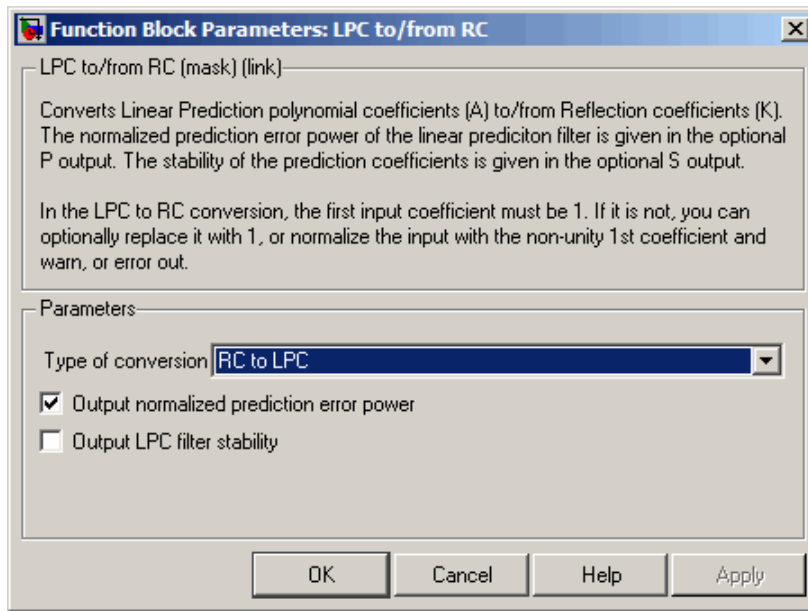 Function Block Parameters: LPC to/from RC
LPC to/from RC (mask) (link)
Converts Linear Prediction polynomial coefficients (A) to/from Reflection coefficients (K).
The normalized prediction error power of the linear prediciton filter is given in the optional
P output. The stability of the prediction coefficients is given in the optional S output.
In the LPC to RC conversion, the first input coefficient must be 1. If it is not, you can
optionally replace it with 1, or normalize the input with the non-unity 1st coefficient and
warn, or error out.
Parameters
Type of conversion RC to LPC
Output normalized prediction error power
Output LPC filter stability
OK Cancel Help Apply